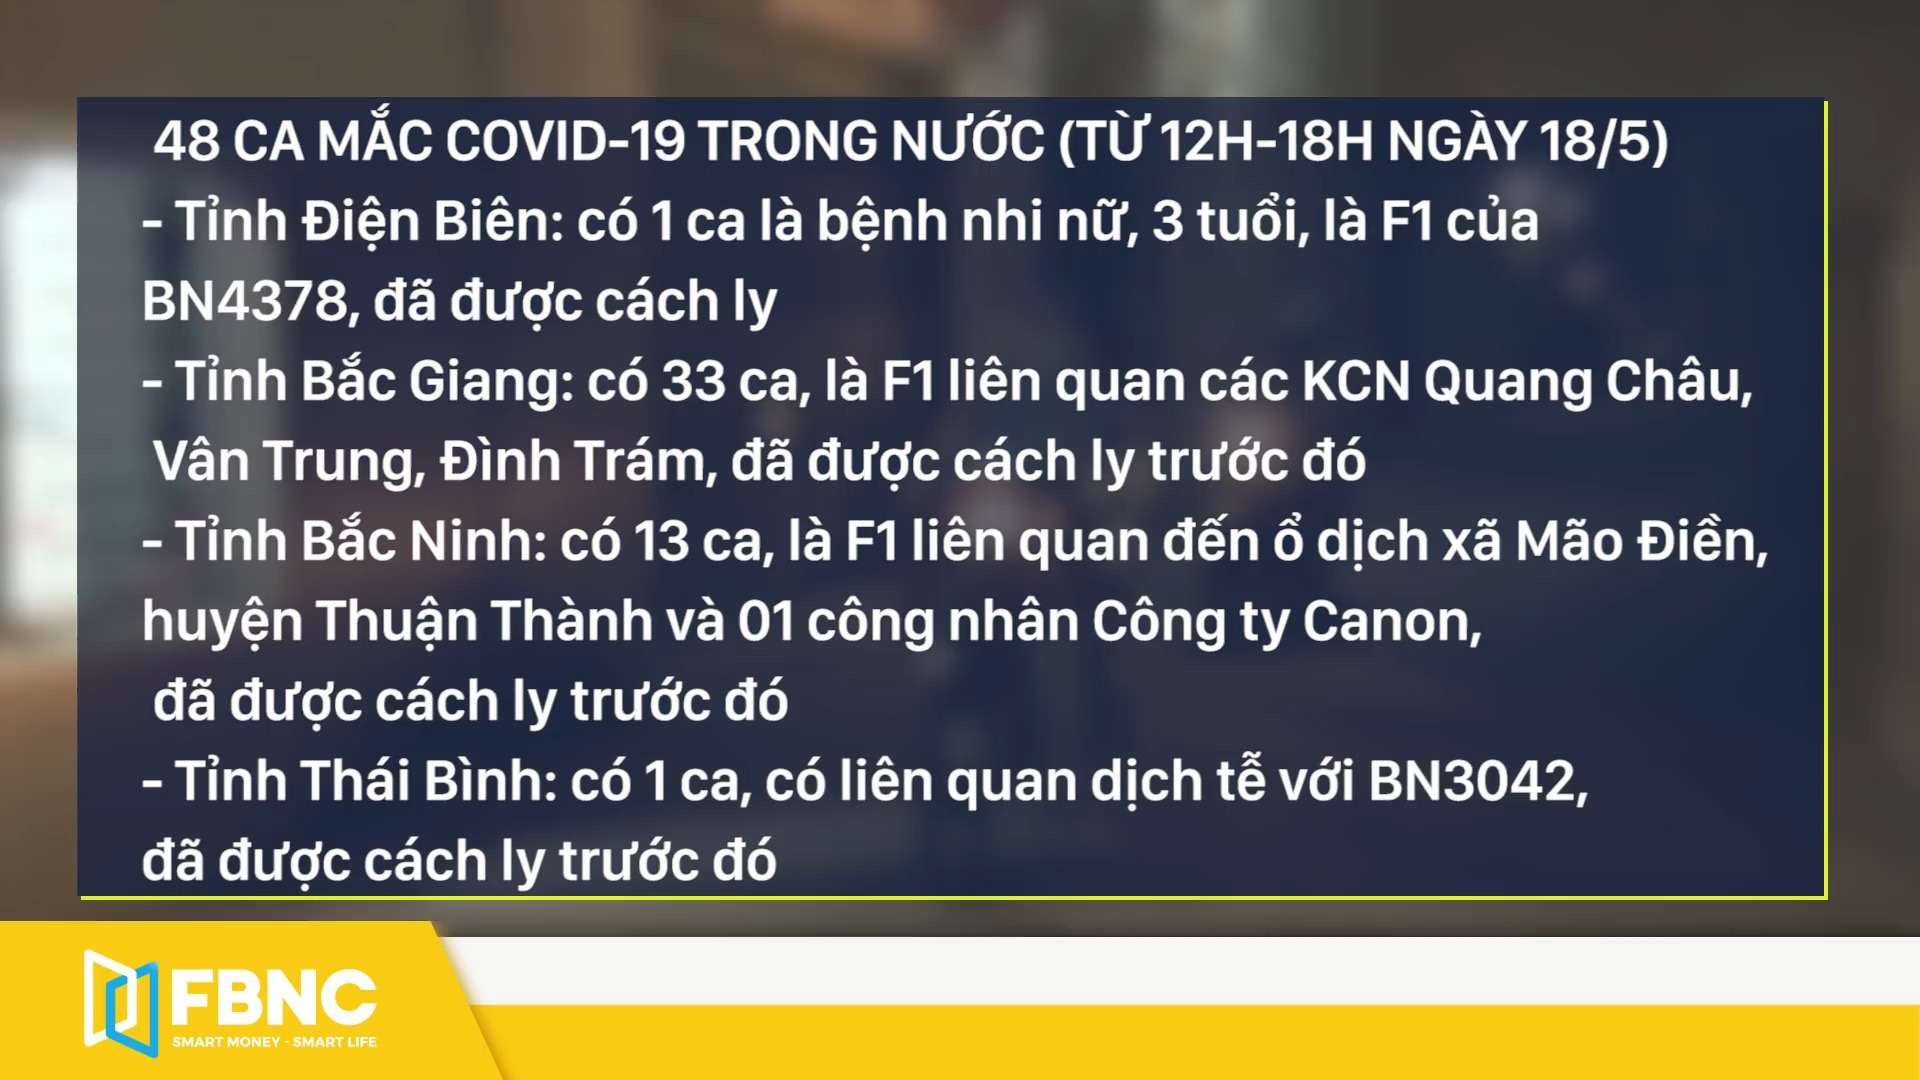 48 CA MẮC COVID-19 TRONG NƯỚC (TỪ 12H-18H NGÀY 18/5)
- Tỉnh Điện Biên: có 1 ca là bệnh nhi nữ, 3 tuổi, là F1 của
BN4378, đã được cách ly
- Tỉnh Bắc Giang: có 33 ca, là F1 liên quan các KCN Quang Châu,
Vân Trung, Đình Trám, đã được cách ly trước đó
- Tỉnh Bắc Ninh: có 13 ca, là F1 liên quan đến ổ dịch xã Mão Điền,
huyện Thuận Thành và 01 công nhân Công ty Canon,
đã được cách ly trước đó
- Tỉnh Thái Bình: có 1 ca, có liên quan dịch tễ với BN3042,
đã được cách ly trước đó
FBNC
SMART MONEY - SMART LIFE